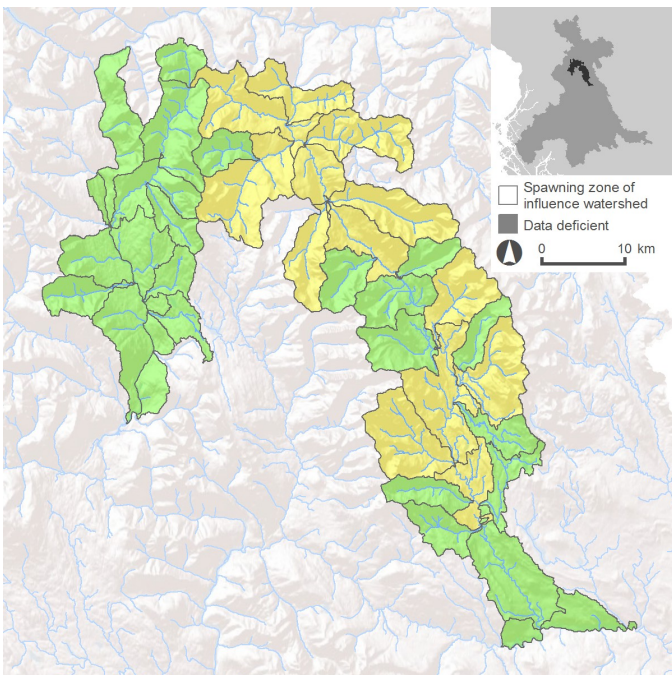 Spawning zone of
influence watershed
Data deficient
0 10 km